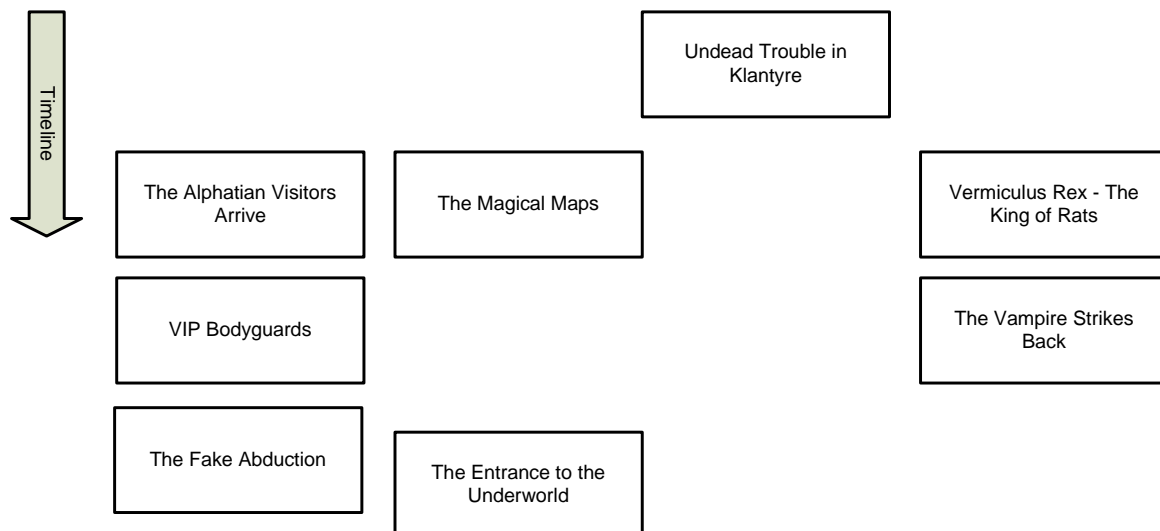 Undead Trouble in
Klantyre
Timeline
The Alphatian Visitors
Arrive
The Magical Maps
Vermiculus Rex - The
King of Rats
VIP Bodyguards
The Vampire Strikes
Back
The Fake Abduction
The Entrance to the
Underworld